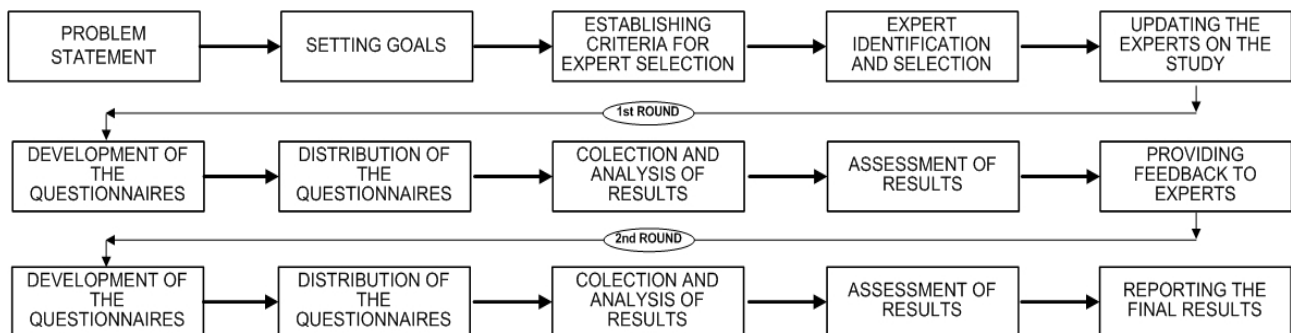 PROBLEM
STATEMENT
SETTING GOALS
ESTABLISHING
CRITERIA FOR
EXPERT SELECTION
EXPERT
IDENTIFICATION
AND SELECTION
UPDATING THE
EXPERTS ON THE
STUDY
1st ROUND
DEVELOPMENT OF
THE
QUESTIONNAIRES
DISTRIBUTION OF
THE
QUESTIONNAIRES
COLECTION AND
ANALYSIS OF
RESULTS
ASSESSMENT OF
RESULTS
PROVIDING
FEEDBACK TO
EXPERTS
2nd ROUND
DEVELOPMENT OF
THE
QUESTIONNAIRES
DISTRIBUTION OF
THE
QUESTIONNAIRES
COLECTION AND
ANALYSIS OF
RESULTS
ASSESSMENT OF
RESULTS
REPORTING THE
FINAL RESULTS